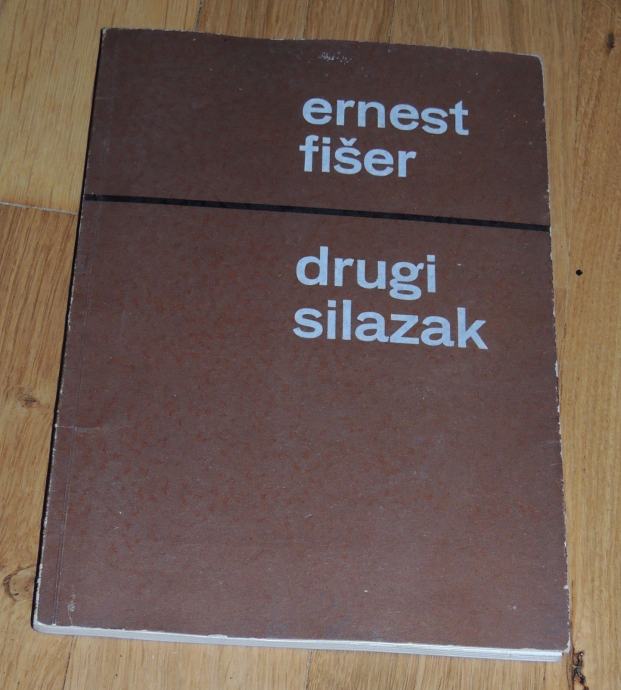 ernest
fišer
drugi
silazak